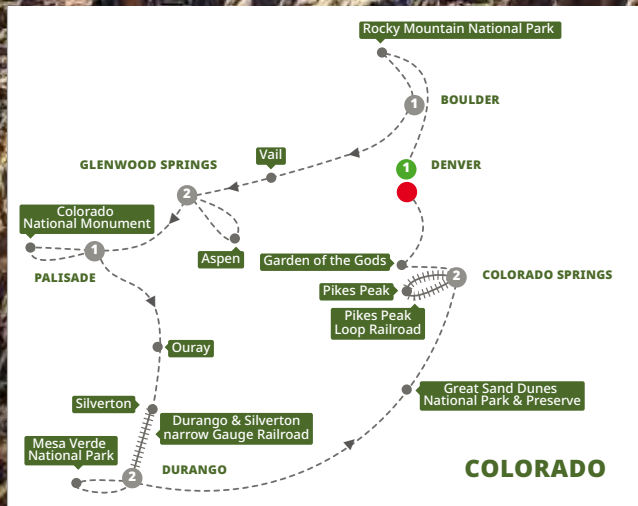 Rocky Mountain National Park
1
BOULDER
Vail
GLENWOOD SPRINGS
1
DENVER
2
Colorado
National Monument
1
Aspen
Garden of the Gods
PALISADE
2
COLORADO SPRINGS
Pikes Peak
Pikes Peak
Loop Railroad
Ouray
Silverton
Great Sand Dunes
National Park & Preserve
Durango & Silverton
narrow Gauge Railroad
Mesa Verde
National Park
2
DURANGO
COLORADO